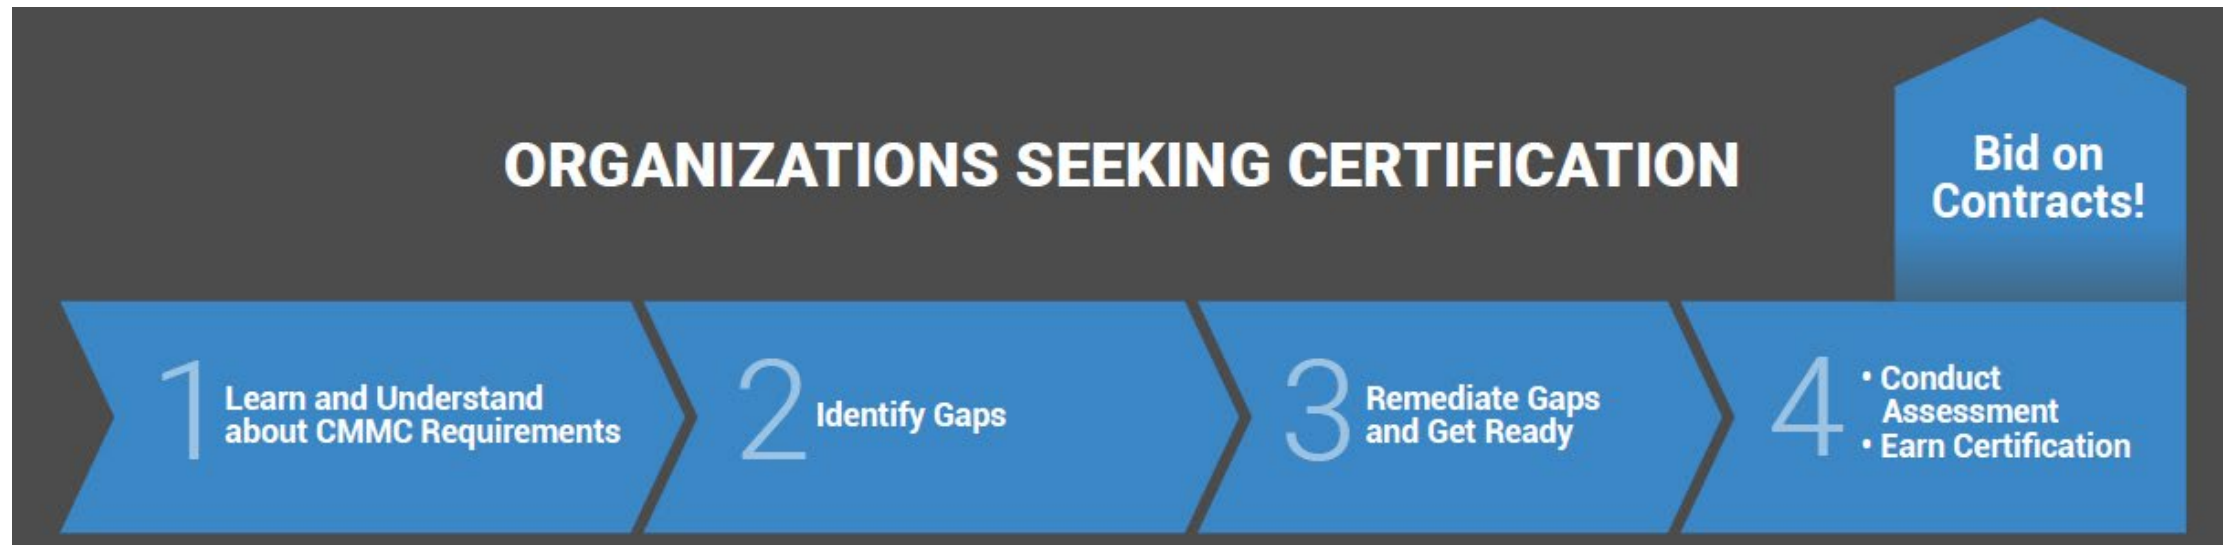 ORGANIZATIONS SEEKING CERTIFICATION
Bid on
Contracts!
1
Learn and Understand
about CMMC Requirements
2
Identify Gaps
3
Remediate Gaps
and Get Ready
4
• Conduct
Assessment
• Earn Certification